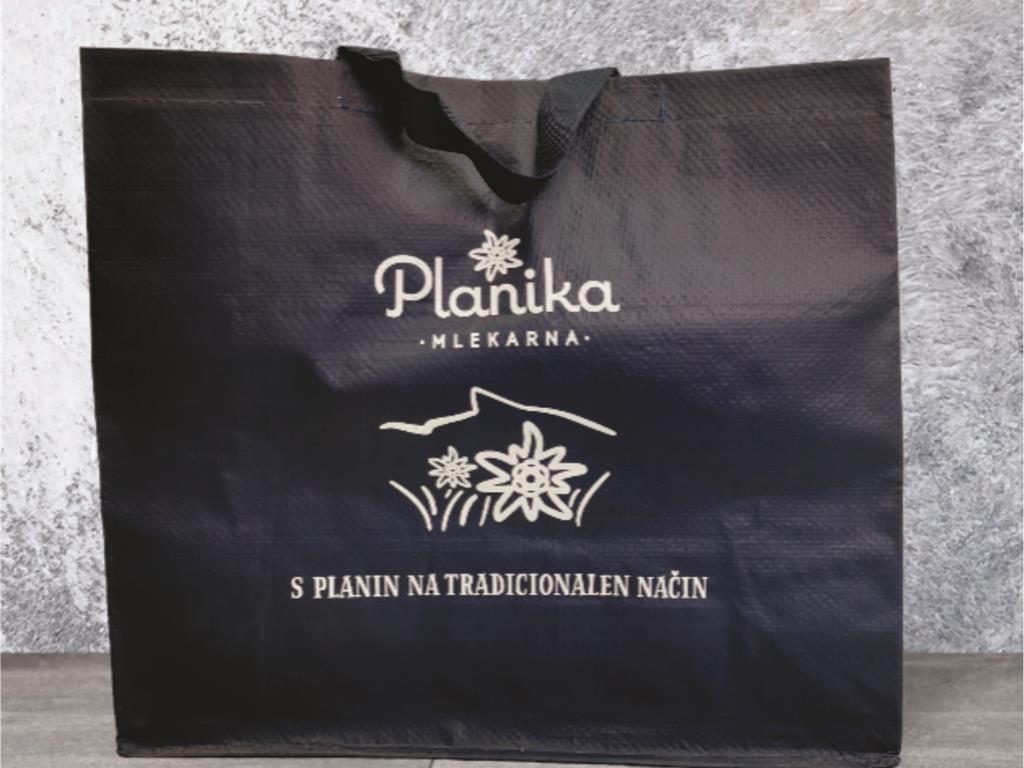 Planika
·MLEKARNA·
S PLANIN NA TRADICIONALEN NAČIN